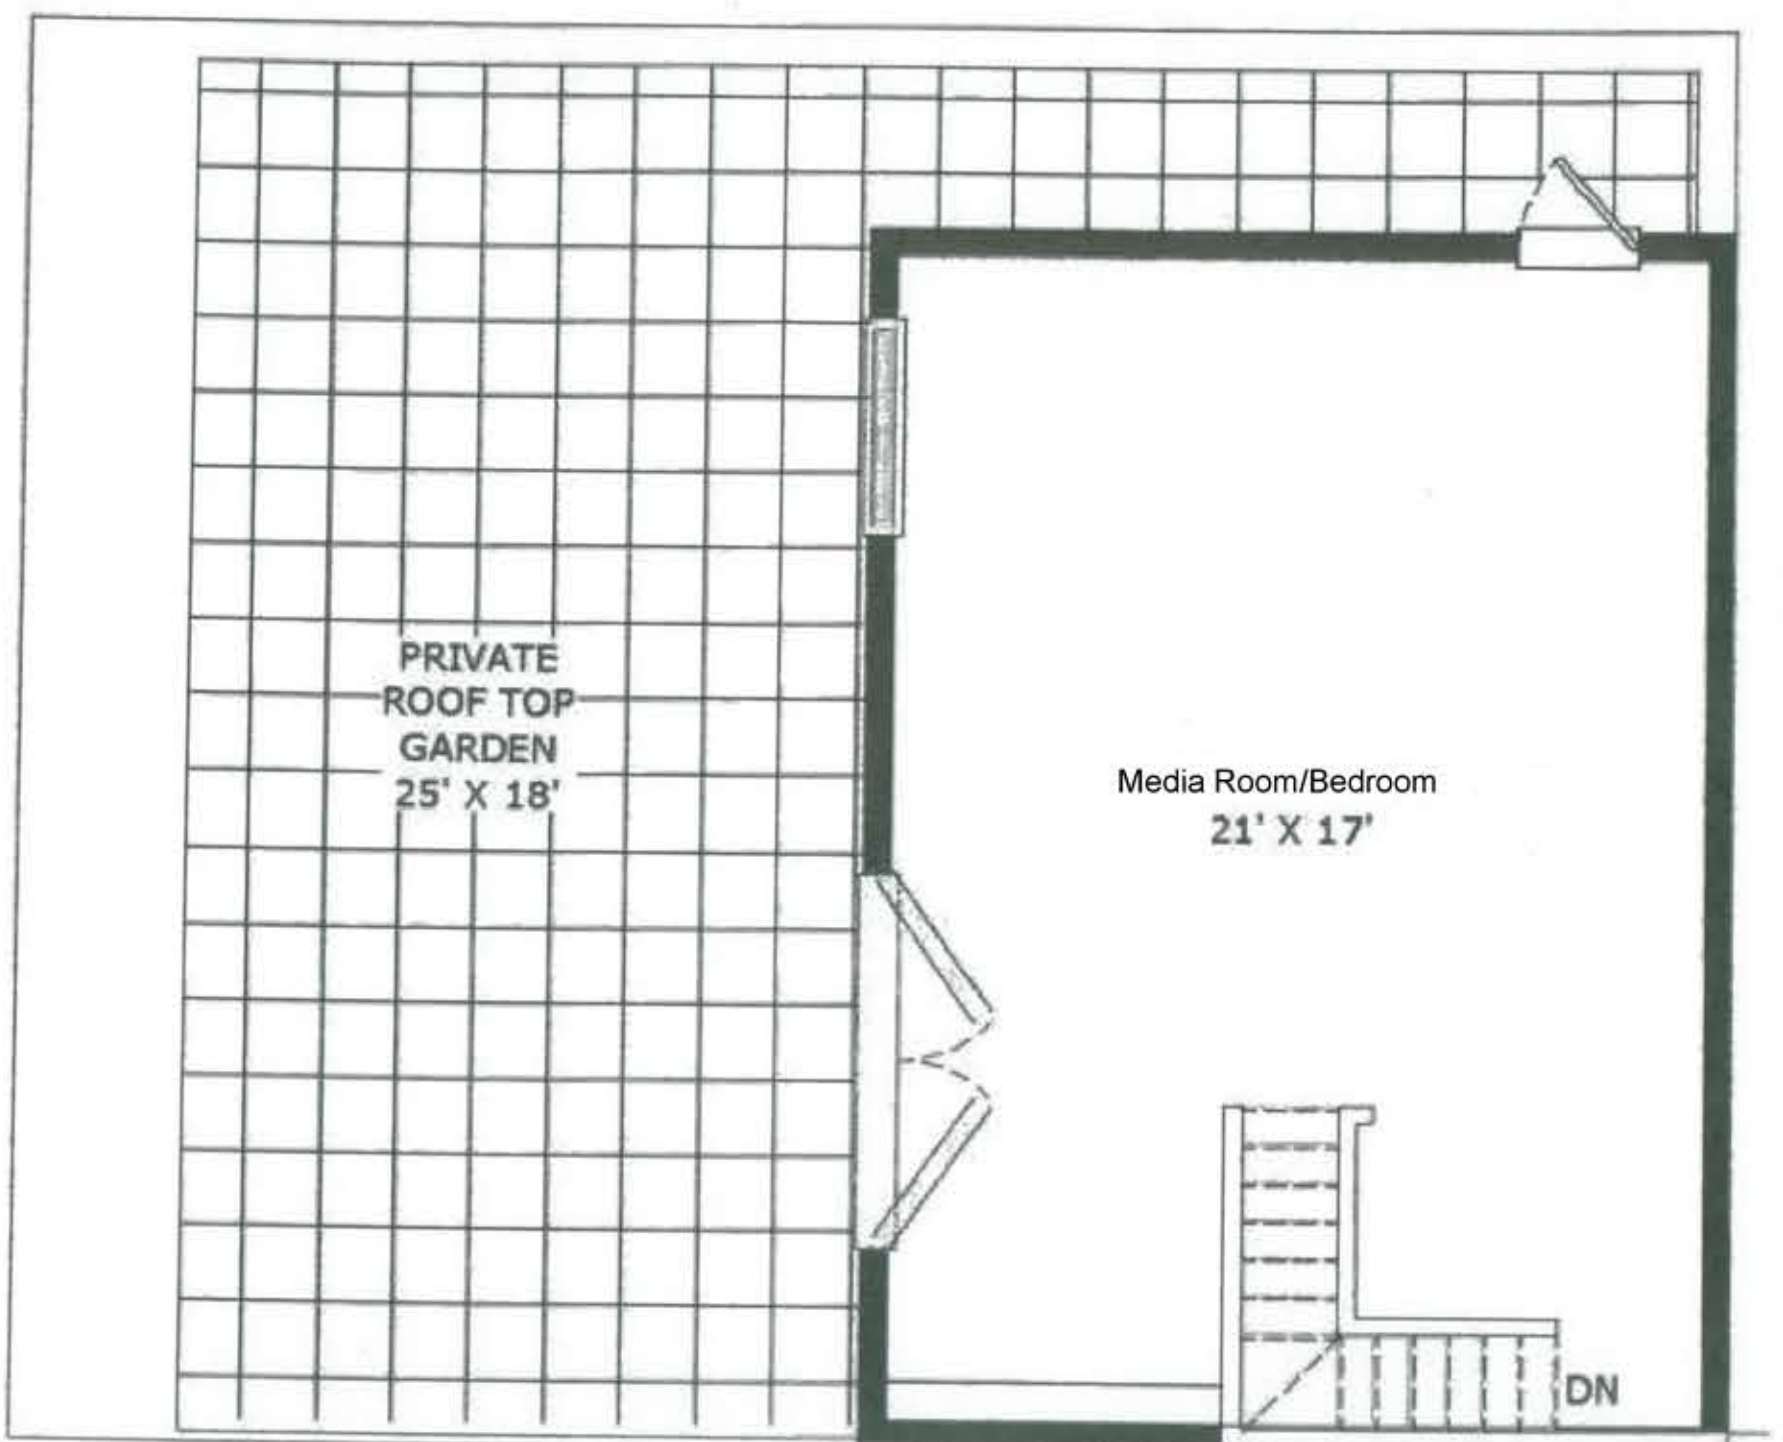 PRIVATE
ROOF TOP
GARDEN
25' X 18'
Media Room/Bedroom
21' X 17'
DN